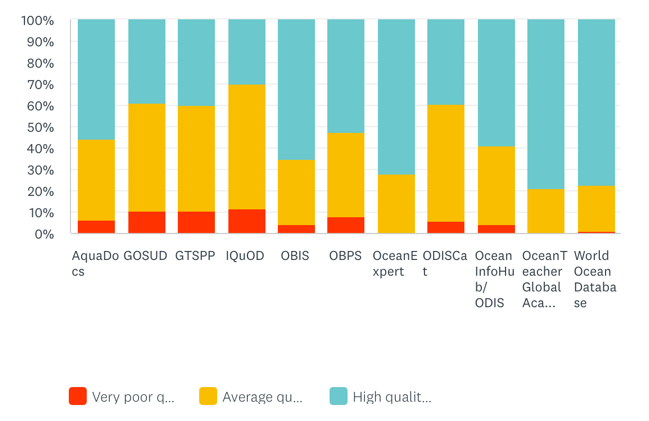 100%
90%
80%
70%
60%
50%
40%
30%
20%
10%
0%
AquaDo
cs
GOSUD
GTSPP
IQuOD
OBIS
OBPS
OceanE
xpert
ODISCa
t
Ocean
InfoHu
b/
ODIS
OceanT
eacher
Global
Aca...
World
Ocean
Databa
se
Very poor q...
Average qu...
High qualit...